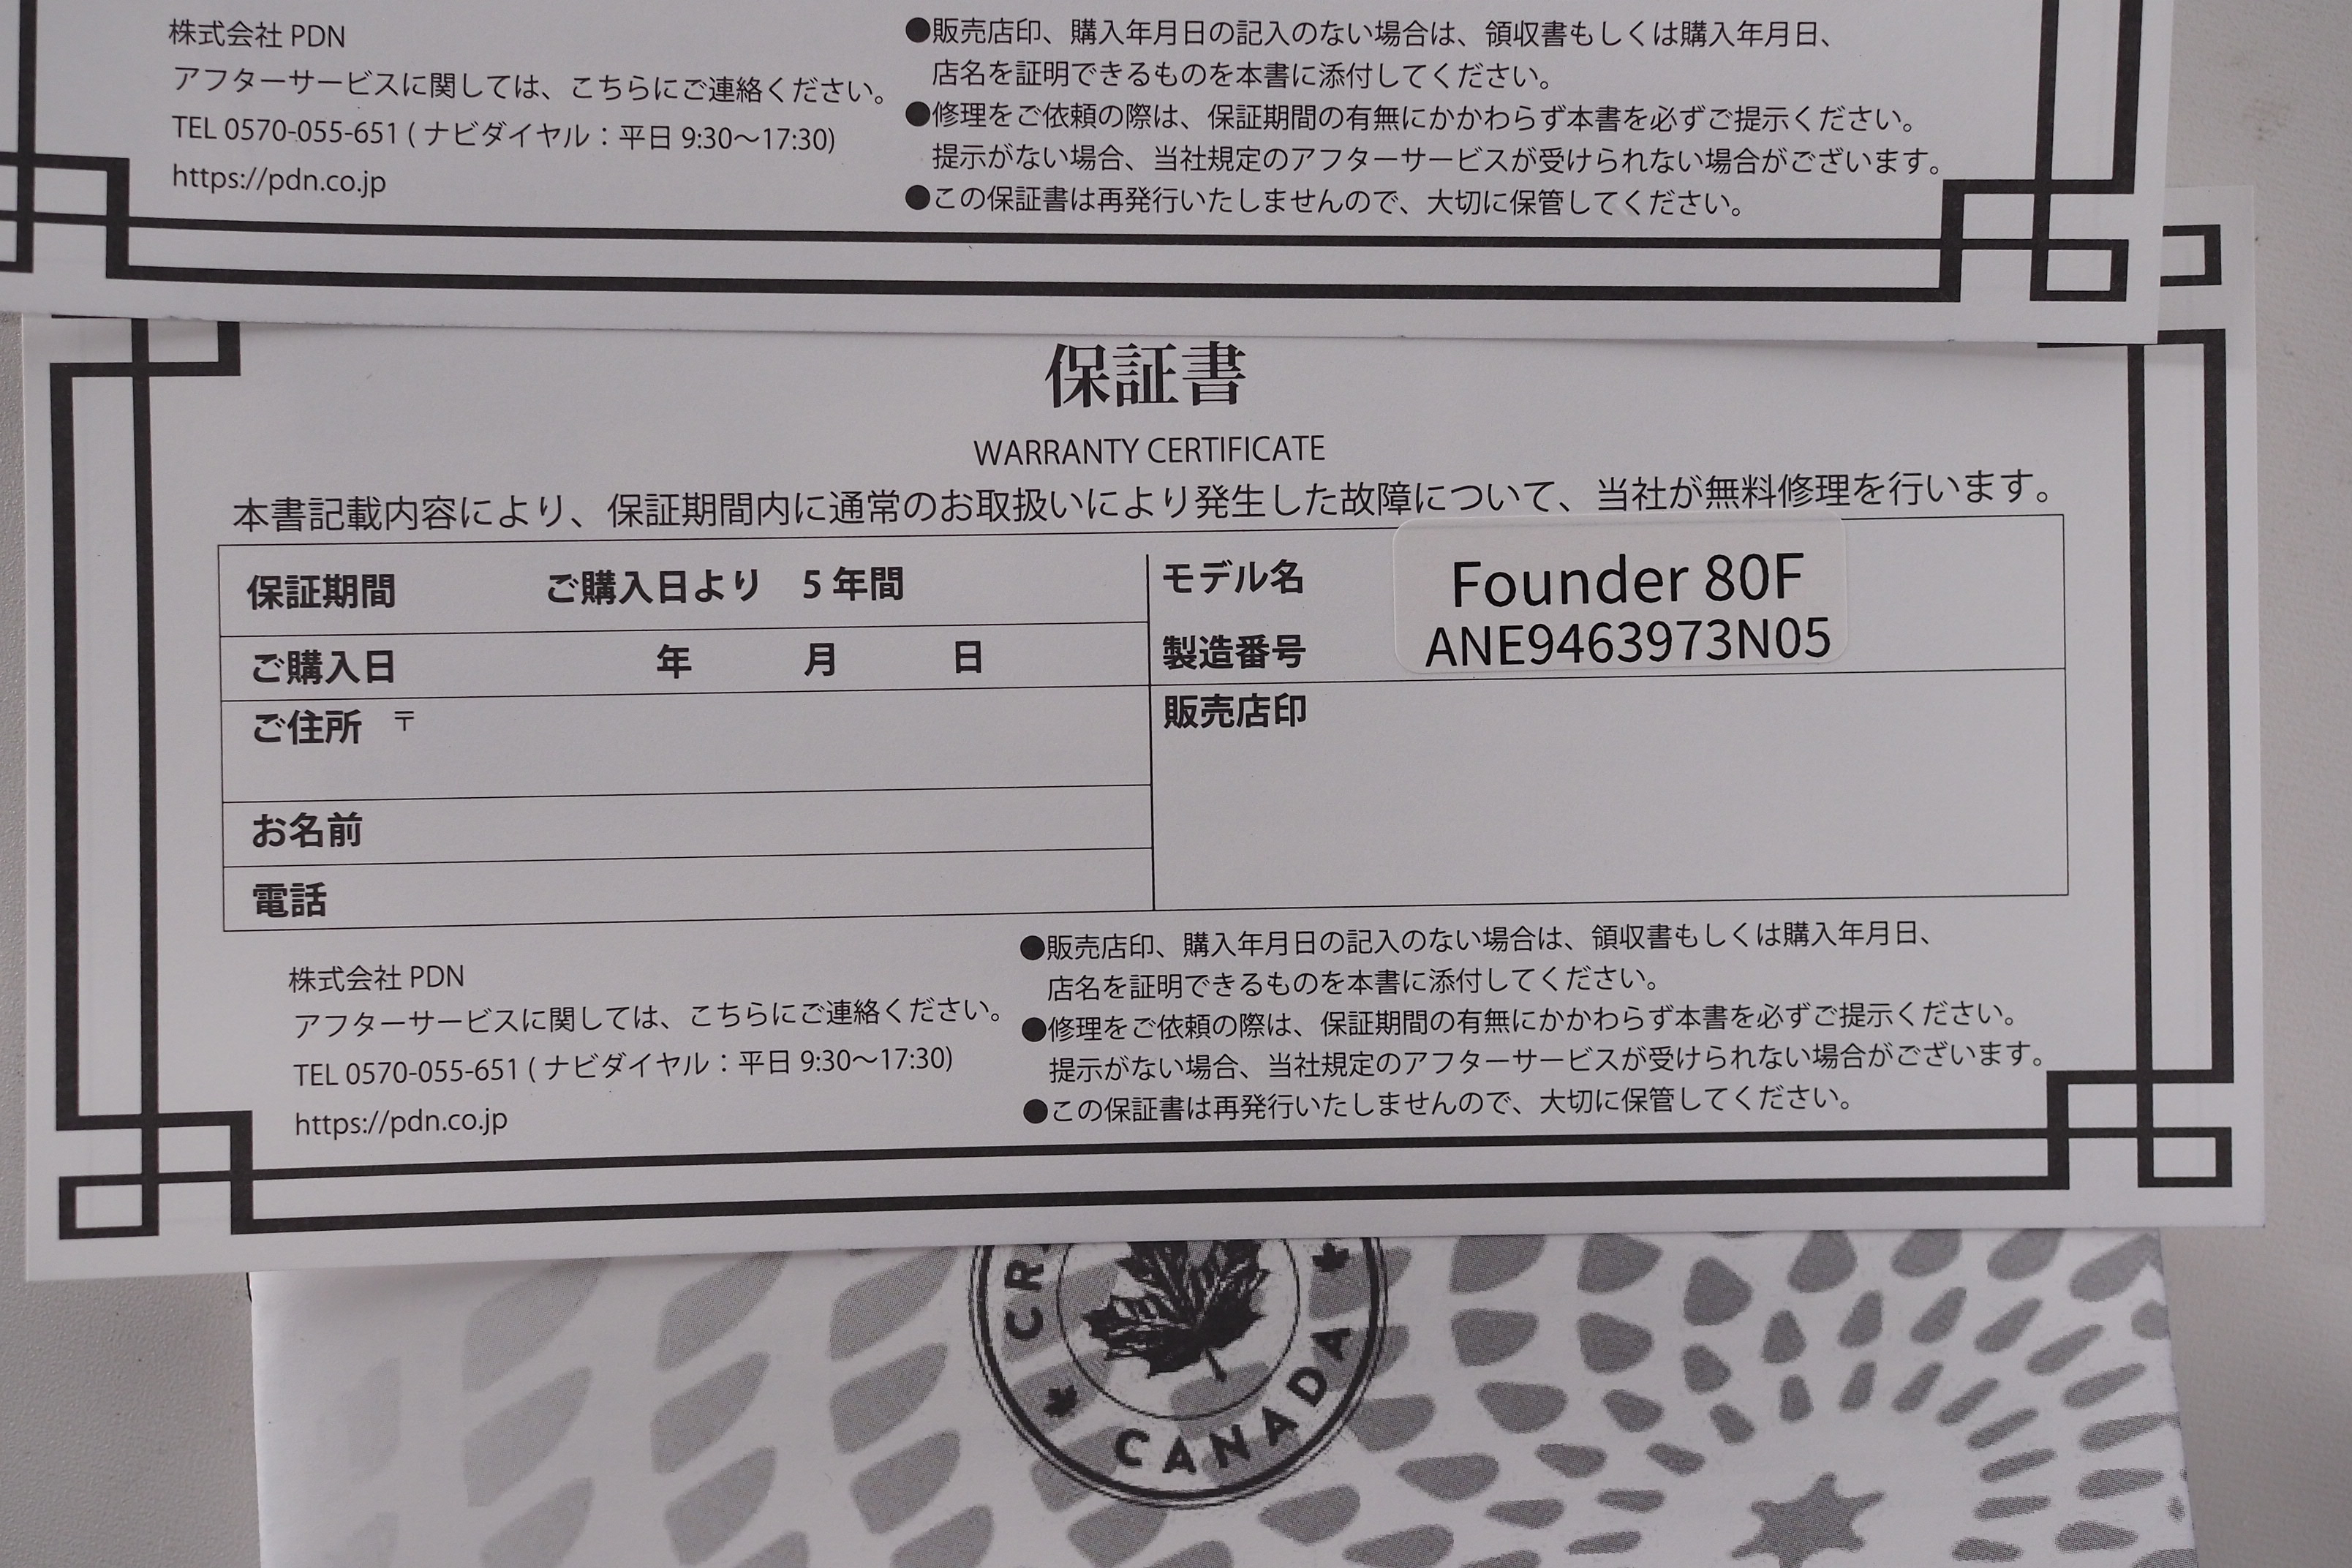 株式会社 PDN
アフターサービスに関しては、こちらにご連絡ください。
TEL 0570-055-651 ( ナビダイヤル：平日 9:30〜17:30)
https://pdn.co.jp
●販売店印、購入年月日の記入のない場合は、領収書もしくは購入年月日、
店名を証明できるものを本書に添付してください。
●修理をご依頼の際は、保証期間の有無にかかわらず本書を必ずご提示ください。
提示がない場合、当社規定のアフターサービスが受けられない場合がございます。
●この保証書は再発行いたしませんので、大切に保管してください。
保証書
WARRANTY CERTIFICATE
本書記載内容により、保証期間内に通常のお取扱いにより発生した故障について、当社が無料修理を行います。
保証期間 ご購入日より 5 年間
ご購入日 年 月 日
ご住所 〒
お名前
電話
モデル名 Founder 80F
製造番号 ANE9463973N05
販売店印
株式会社 PDN
アフターサービスに関しては、こちらにご連絡ください。
TEL 0570-055-651 ( ナビダイヤル：平日 9:30〜17:30)
https://pdn.co.jp
●販売店印、購入年月日の記入のない場合は、領収書もしくは購入年月日、
店名を証明できるものを本書に添付してください。
●修理をご依頼の際は、保証期間の有無にかかわらず本書を必ずご提示ください。
提示がない場合、当社規定のアフターサービスが受けられない場合がございます。
●この保証書は再発行いたしませんので、大切に保管してください。
CANADA